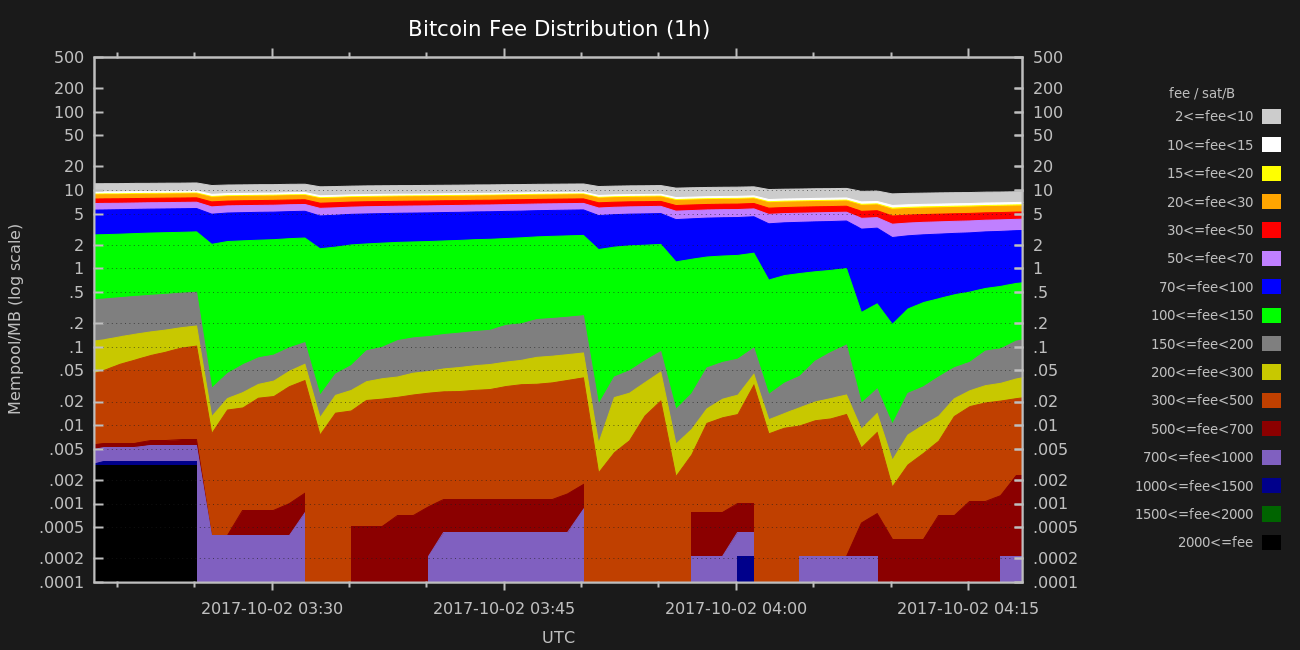 Bitcoin Fee Distribution (1h)
Mempool/MB (log scale)
500
200
100
50
20
10
5
2
1
.5
.2
.1
.05
.02
.01
.005
.002
.001
.0005
.0002
.0001
500
200
100
50
20
10
5
2
1
.5
.2
.1
.05
.02
.01
.005
.002
.001
.0005
.0002
.0001
2017-10-02 03:30 2017-10-02 03:45 2017-10-02 04:00 2017-10-02 04:15
UTC
fee / sat/B
2<=fee<10
10<=fee<15
15<=fee<20
20<=fee<30
30<=fee<50
50<=fee<70
70<=fee<100
100<=fee<150
150<=fee<200
200<=fee<300
300<=fee<500
500<=fee<700
700<=fee<1000
1000<=fee<1500
1500<=fee<2000
2000<=fee